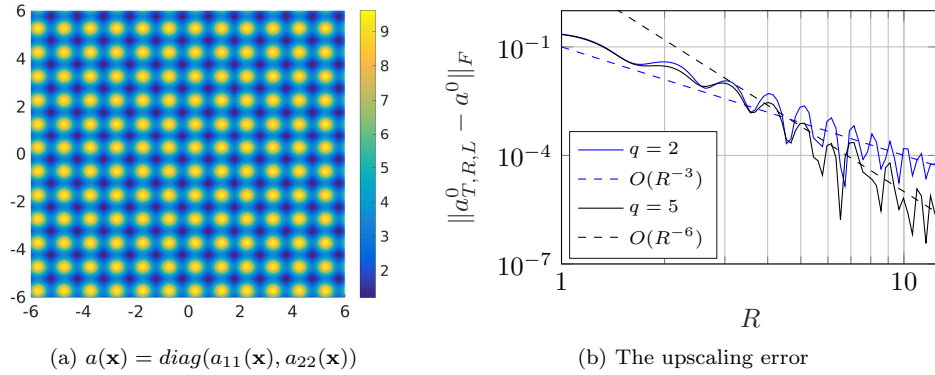 6
4
2
0
-2
-4
-6
-6 -4 -2 0 2 4 6
9
8
7
6
5
4
3
2
(a) a(x) = diag(a₁₁(x), a₂₂(x))
||a⁰_{T,R,L} − a⁰||_F
10⁻¹
10⁻⁴
10⁻⁷
1 10
R
q = 2
O(R⁻³)
q = 5
O(R⁻⁶)
(b) The upscaling error